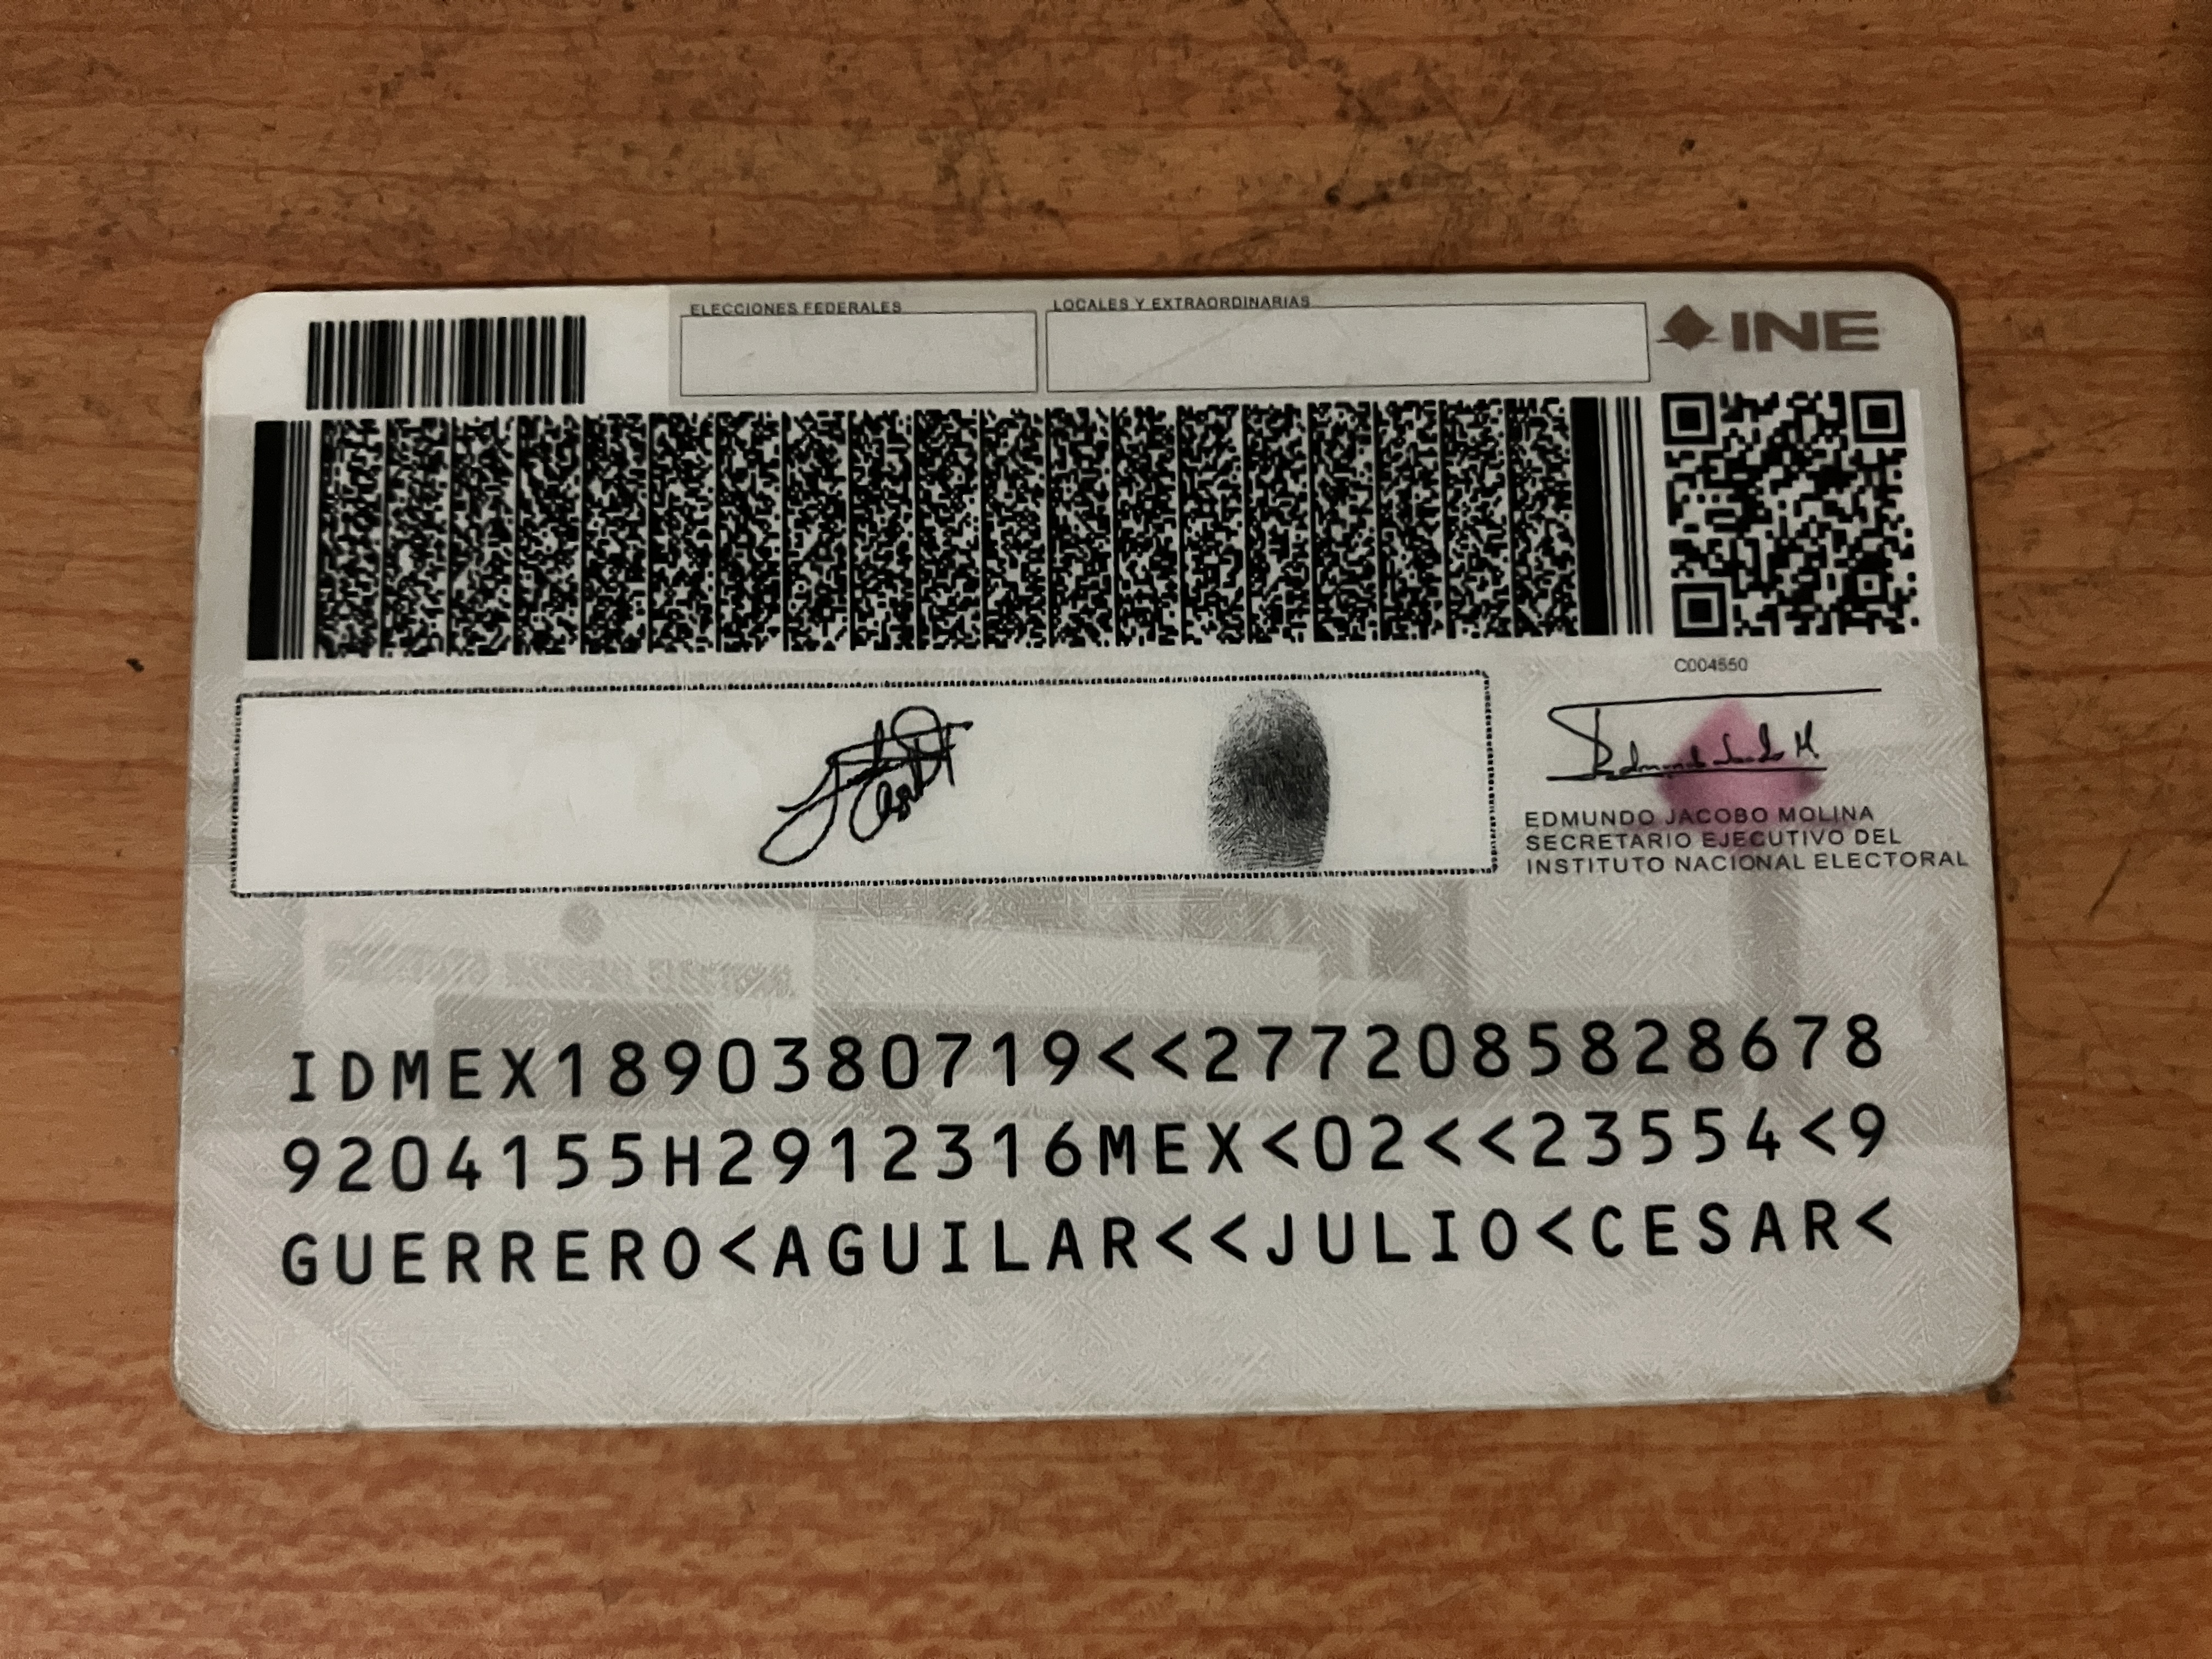 ELECCIONES FEDERALES
LOCALES Y EXTRAORDINARIAS
INE
C004550
EDMUNDO JACOBO MOLINA
SECRETARIO EJECUTIVO DEL
INSTITUTO NACIONAL ELECTORAL
IDMEX1890380719<<2772085828678
9204155H2912316MEX<02<<23554<9
GUERRERO<AGUILAR<<JULIO<CESAR<